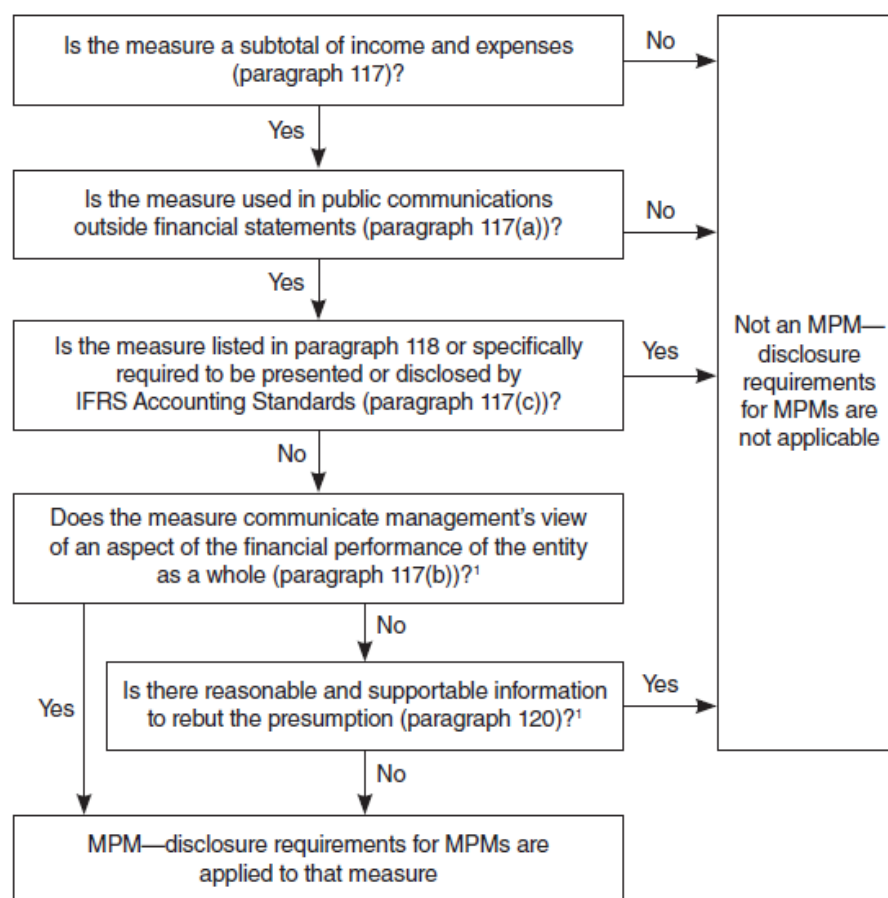 Is the measure a subtotal of income and expenses
(paragraph 117)?
No
Yes
Is the measure used in public communications
outside financial statements (paragraph 117(a))?
No
Yes
Is the measure listed in paragraph 118 or specifically
required to be presented or disclosed by
IFRS Accounting Standards (paragraph 117(c))?
Yes
No
Not an MPM—
disclosure
requirements
for MPMs are
not applicable
Does the measure communicate management’s view
of an aspect of the financial performance of the entity
as a whole (paragraph 117(b))?¹
No
Yes
Is there reasonable and supportable information
to rebut the presumption (paragraph 120)?¹
Yes
No
MPM—disclosure requirements for MPMs are
applied to that measure